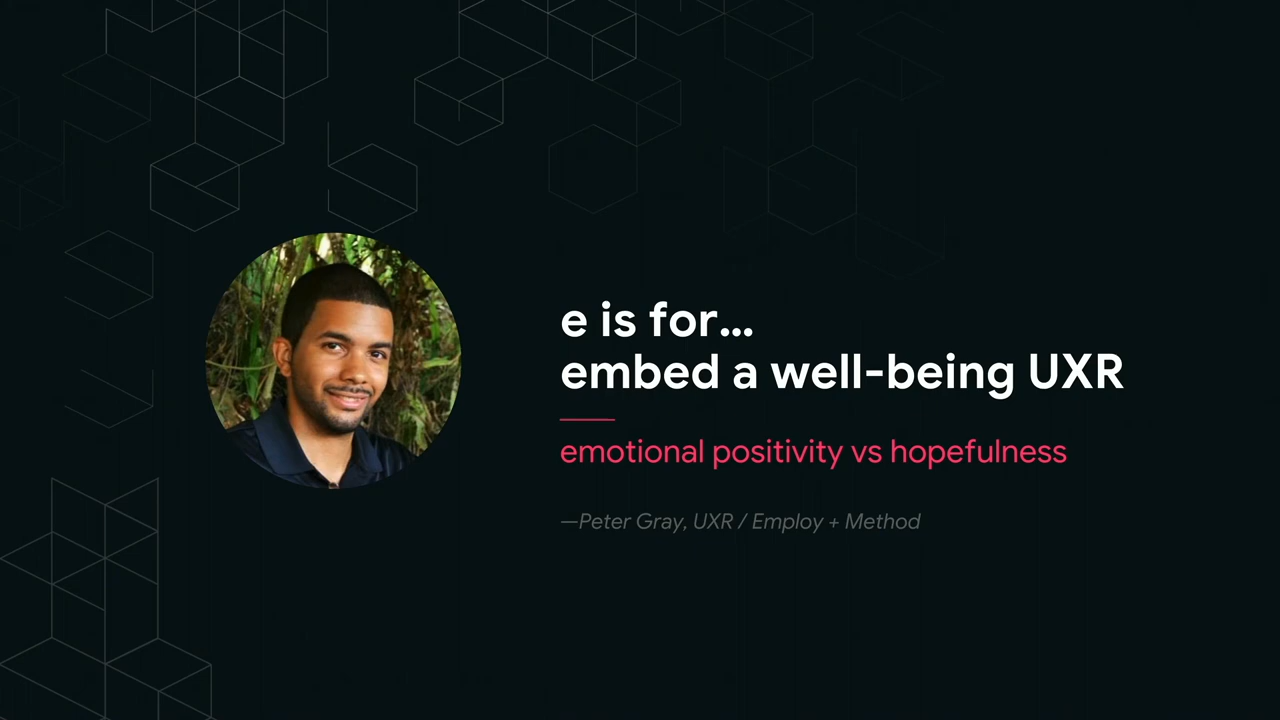 e is for...
embed a well-being UXR
emotional positivity vs hopefulness
—Peter Gray, UXR / Employ + Method